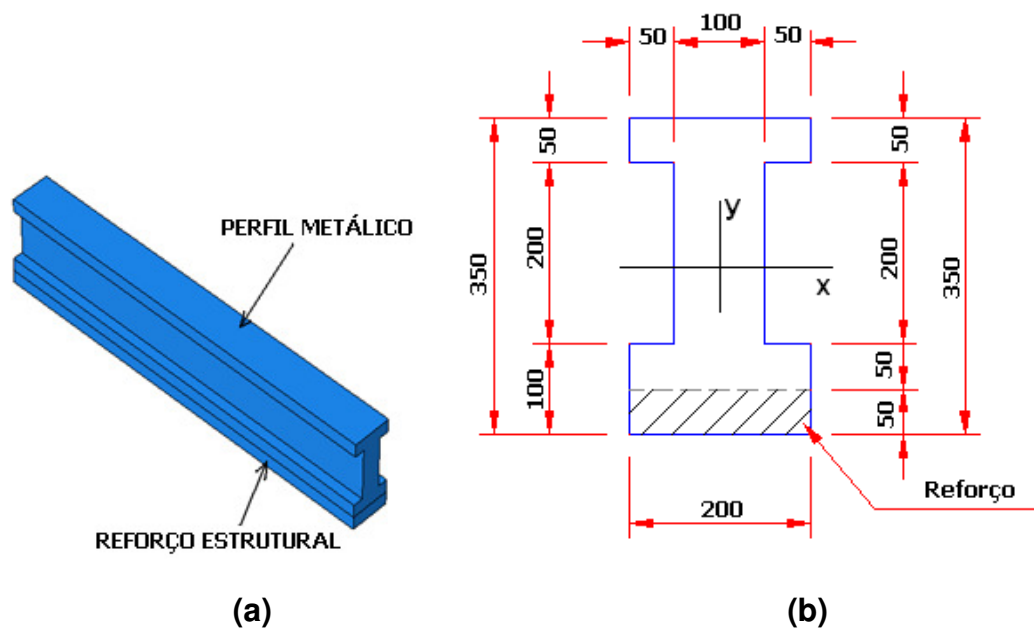 PERFIL METÁLICO
REFORÇO ESTRUTURAL
(a)
50
100
50
50
50
350
200
y
x
200
350
100
50
50
200
Reforço
(b)